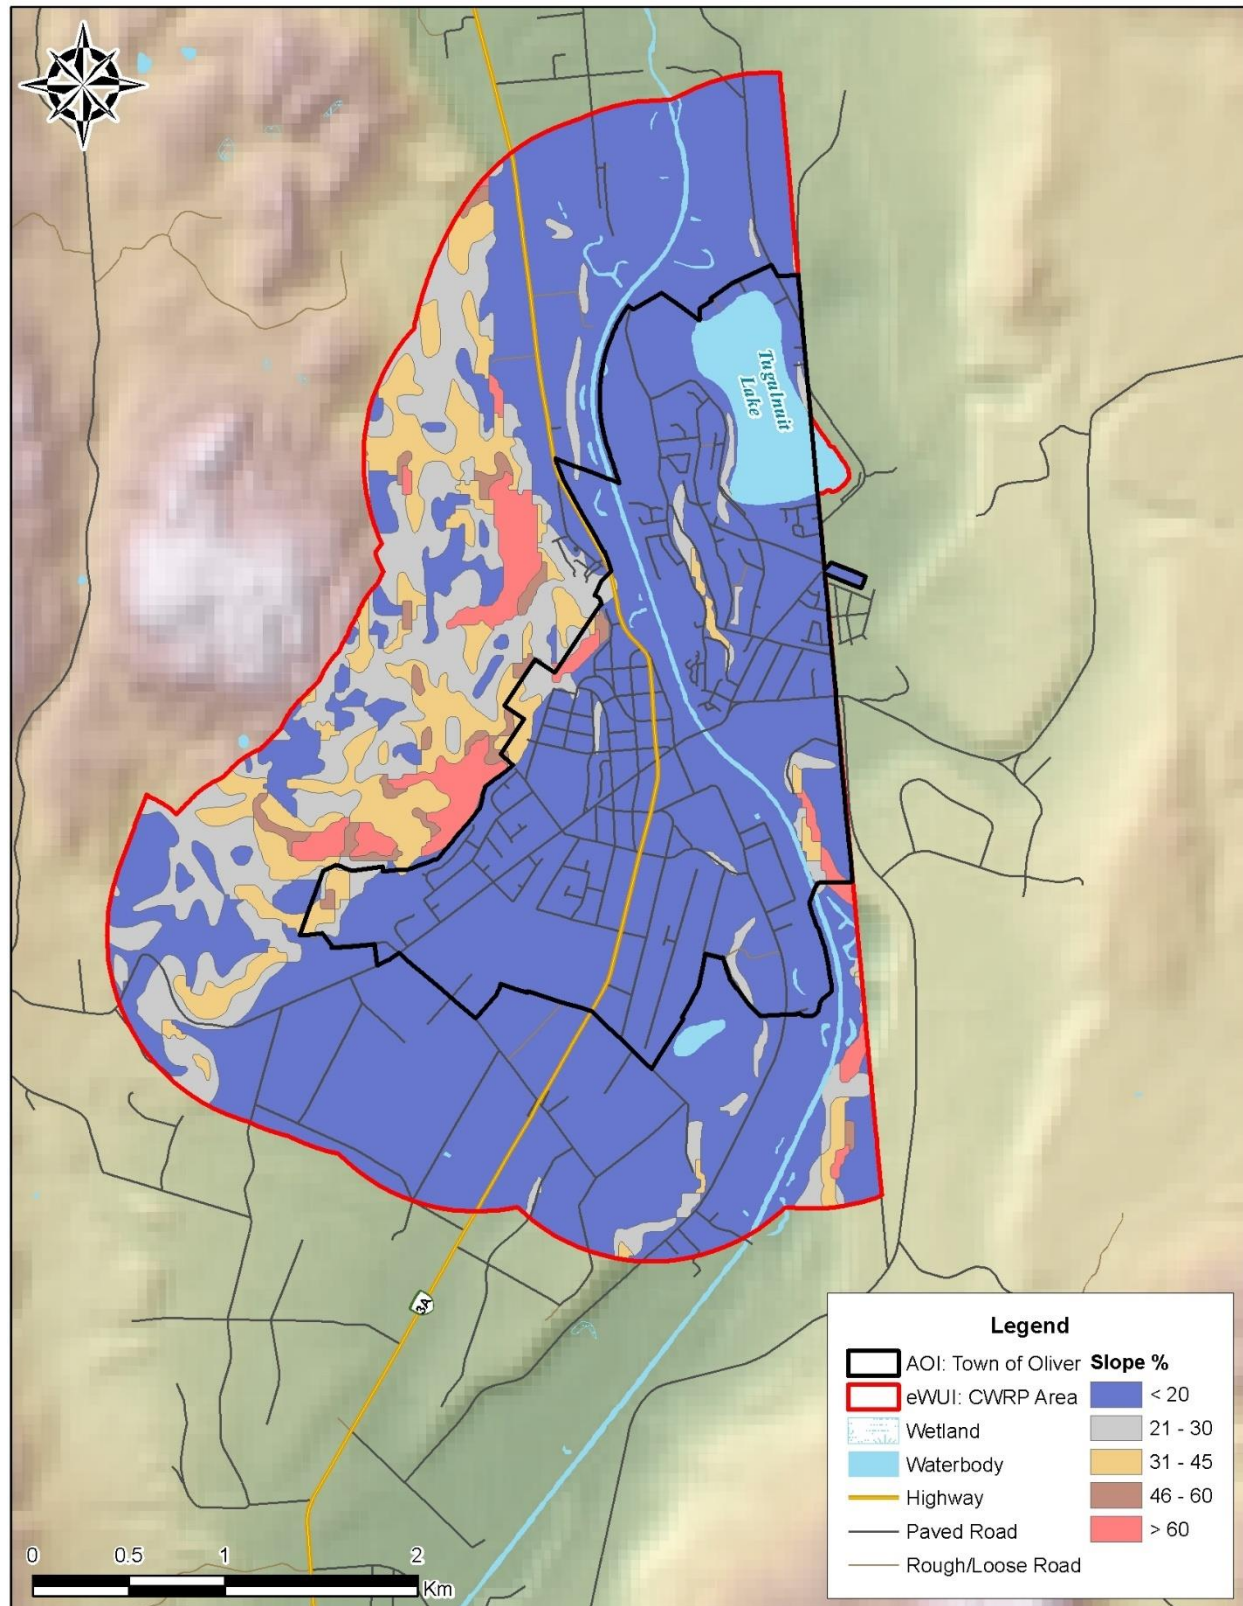 Tugulnuit
Lake
3A
Legend
AOI: Town of Oliver
eWUI: CWRP Area
Wetland
Waterbody
Highway
Paved Road
Rough/Loose Road
Slope %
< 20
21 - 30
31 - 45
46 - 60
> 60
0 0.5 1 2
Km